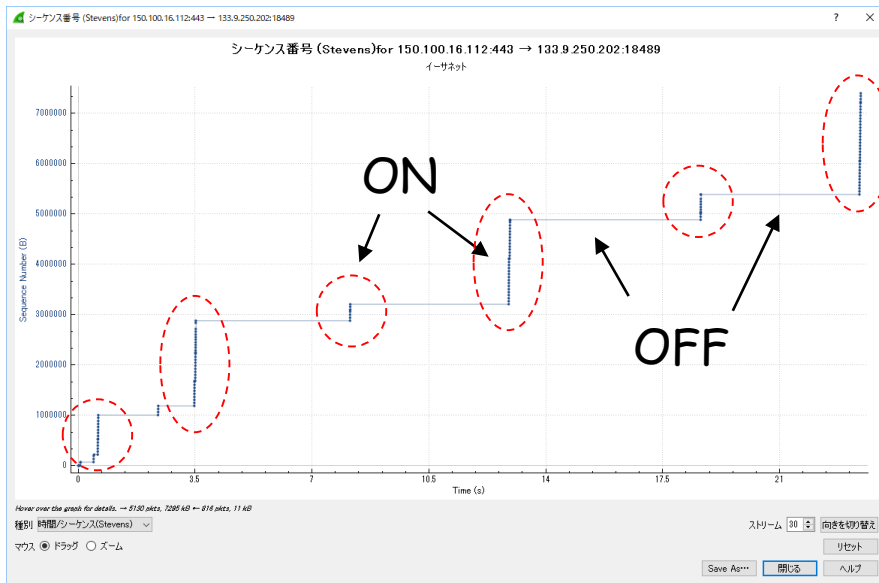 シーケンス番号 (Stevens)for 150.100.16.112:443 → 133.9.250.202:18489
? ×
シーケンス番号 (Stevens)for 150.100.16.112:443 → 133.9.250.202:18489
イーサネット
7000000
6000000
5000000
4000000
3000000
2000000
1000000
0
Sequence Number (B)
ON
OFF
0 3.5 7 10.5 14 17.5 21
Time (s)
Hover over the graph for details. → 5130 pkts, 7295 kB ← 816 pkts, 11 kB
種別 時間/シーケンス(Stevens) ストリーム 30 向きを切り替え
マウス ドラッグ ズーム リセット
Save As… 閉じる ヘルプ